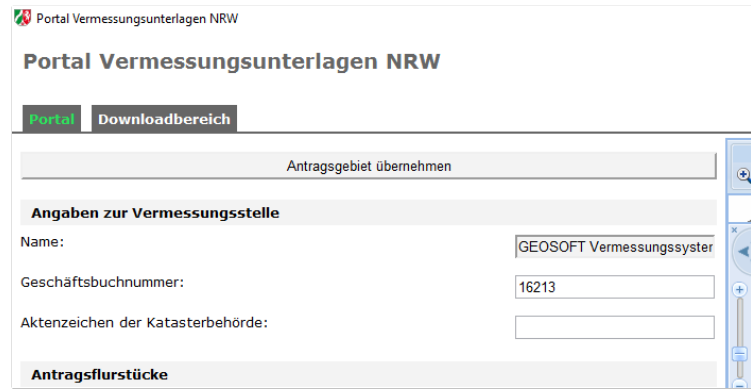 Portal Vermessungsunterlagen NRW
Portal Vermessungsunterlagen NRW
Portal Downloadbereich
Antragsgebiet übernehmen
Angaben zur Vermessungsstelle
Name: GEOSOFT Vermessungssyster
Geschäftsbuchnummer: 16213
Aktenzeichen der Katasterbehörde:
Antragsflurstücke